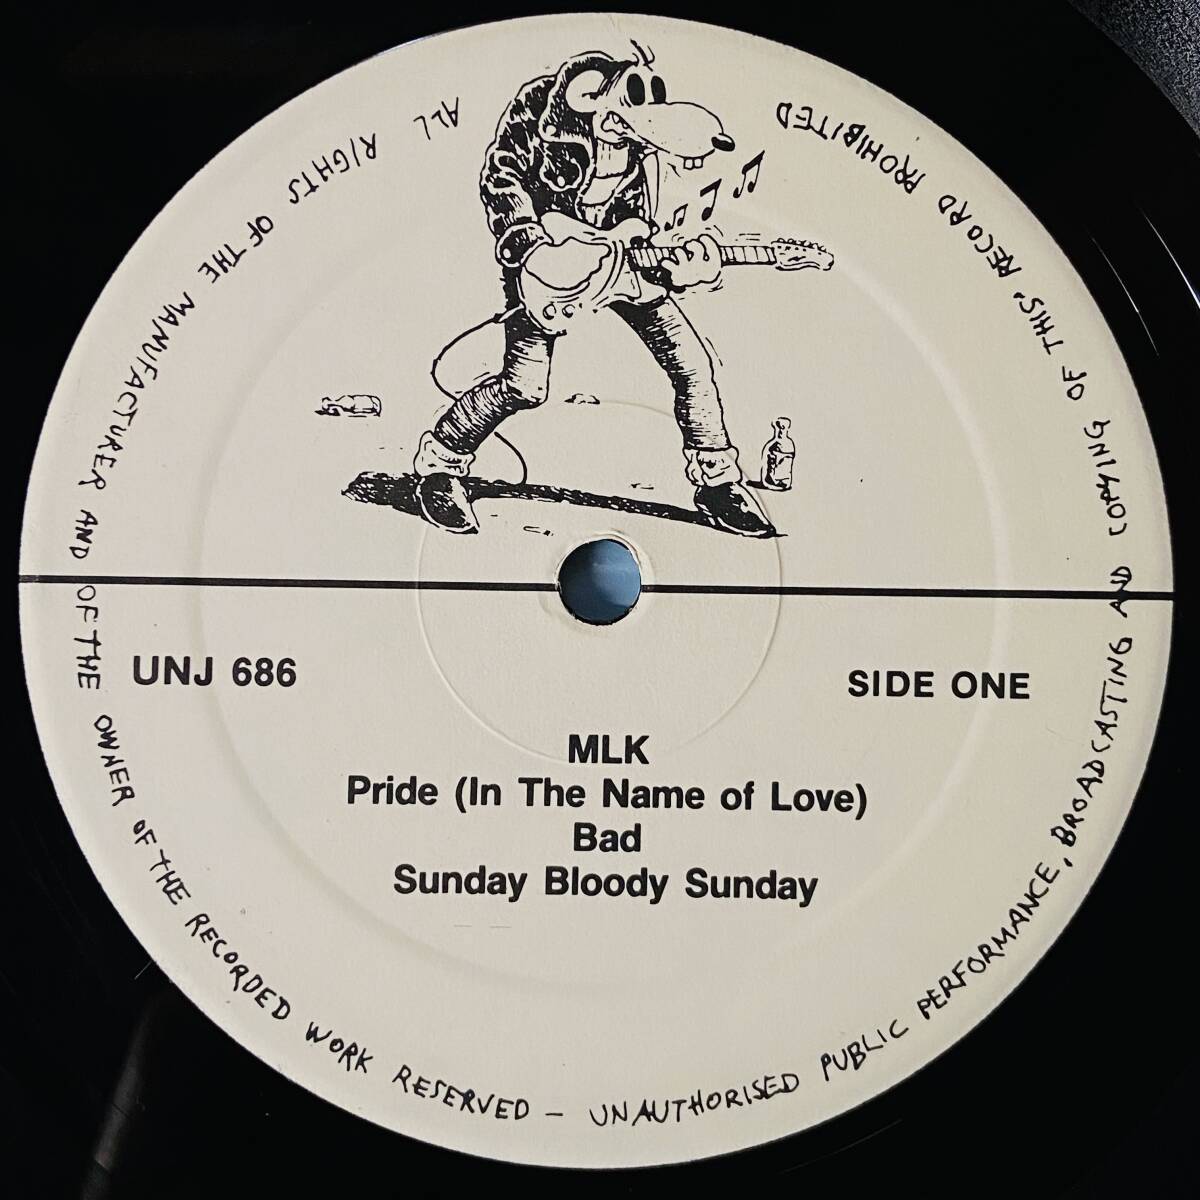 ALL RIGHTS OF THE MANUFACTURER AND OF THE OWNER OF THE RECORDED WORK RESERVED – UNAUTHORISED PUBLIC PERFORMANCE, BROADCASTING AND COPYING OF THIS' RECORD PROHIBITED
UNJ 686
SIDE ONE
MLK
Pride (In The Name of Love)
Bad
Sunday Bloody Sunday